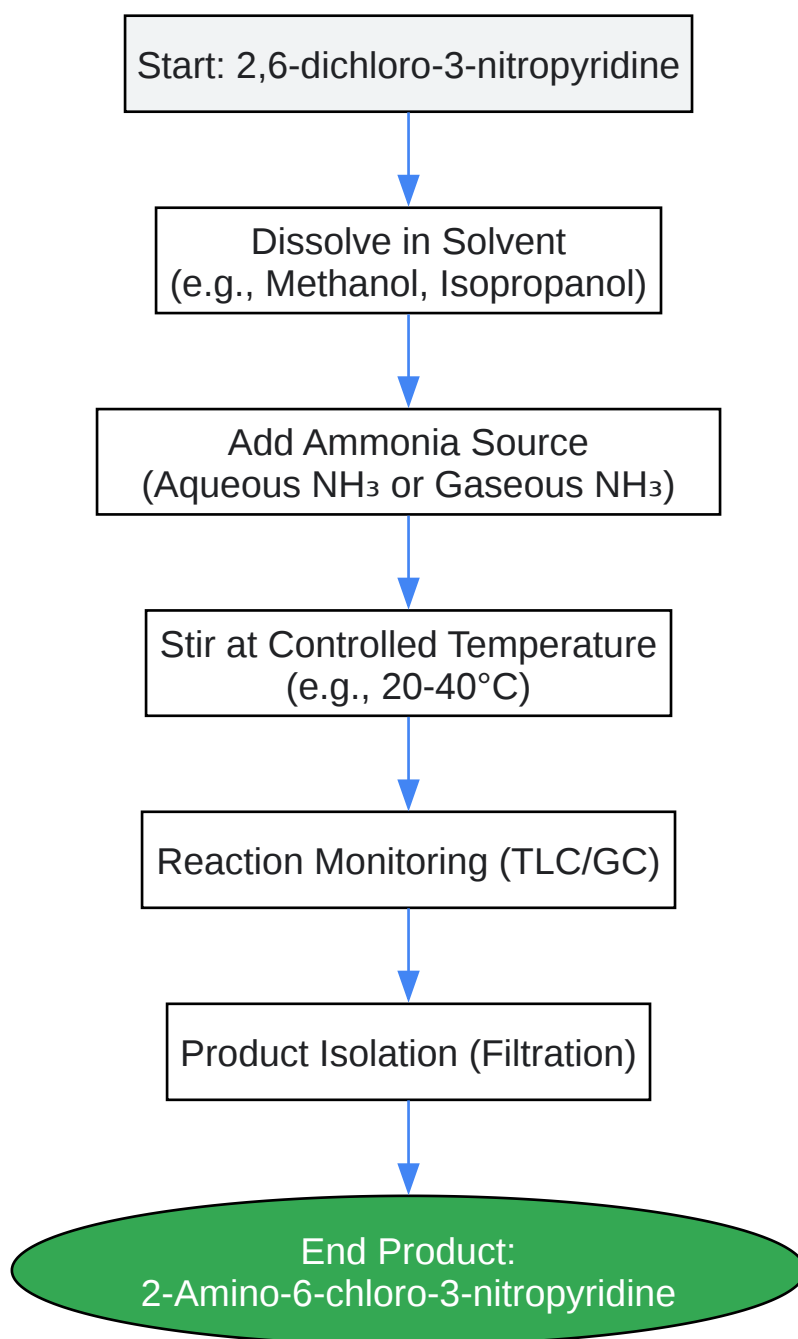 Start: 2,6-dichloro-3-nitropyridine
Dissolve in Solvent
(e.g., Methanol, Isopropanol)
Add Ammonia Source
(Aqueous NH₃ or Gaseous NH₃)
Stir at Controlled Temperature
(e.g., 20-40°C)
Reaction Monitoring (TLC/GC)
Product Isolation (Filtration)
End Product:
2-Amino-6-chloro-3-nitropyridine